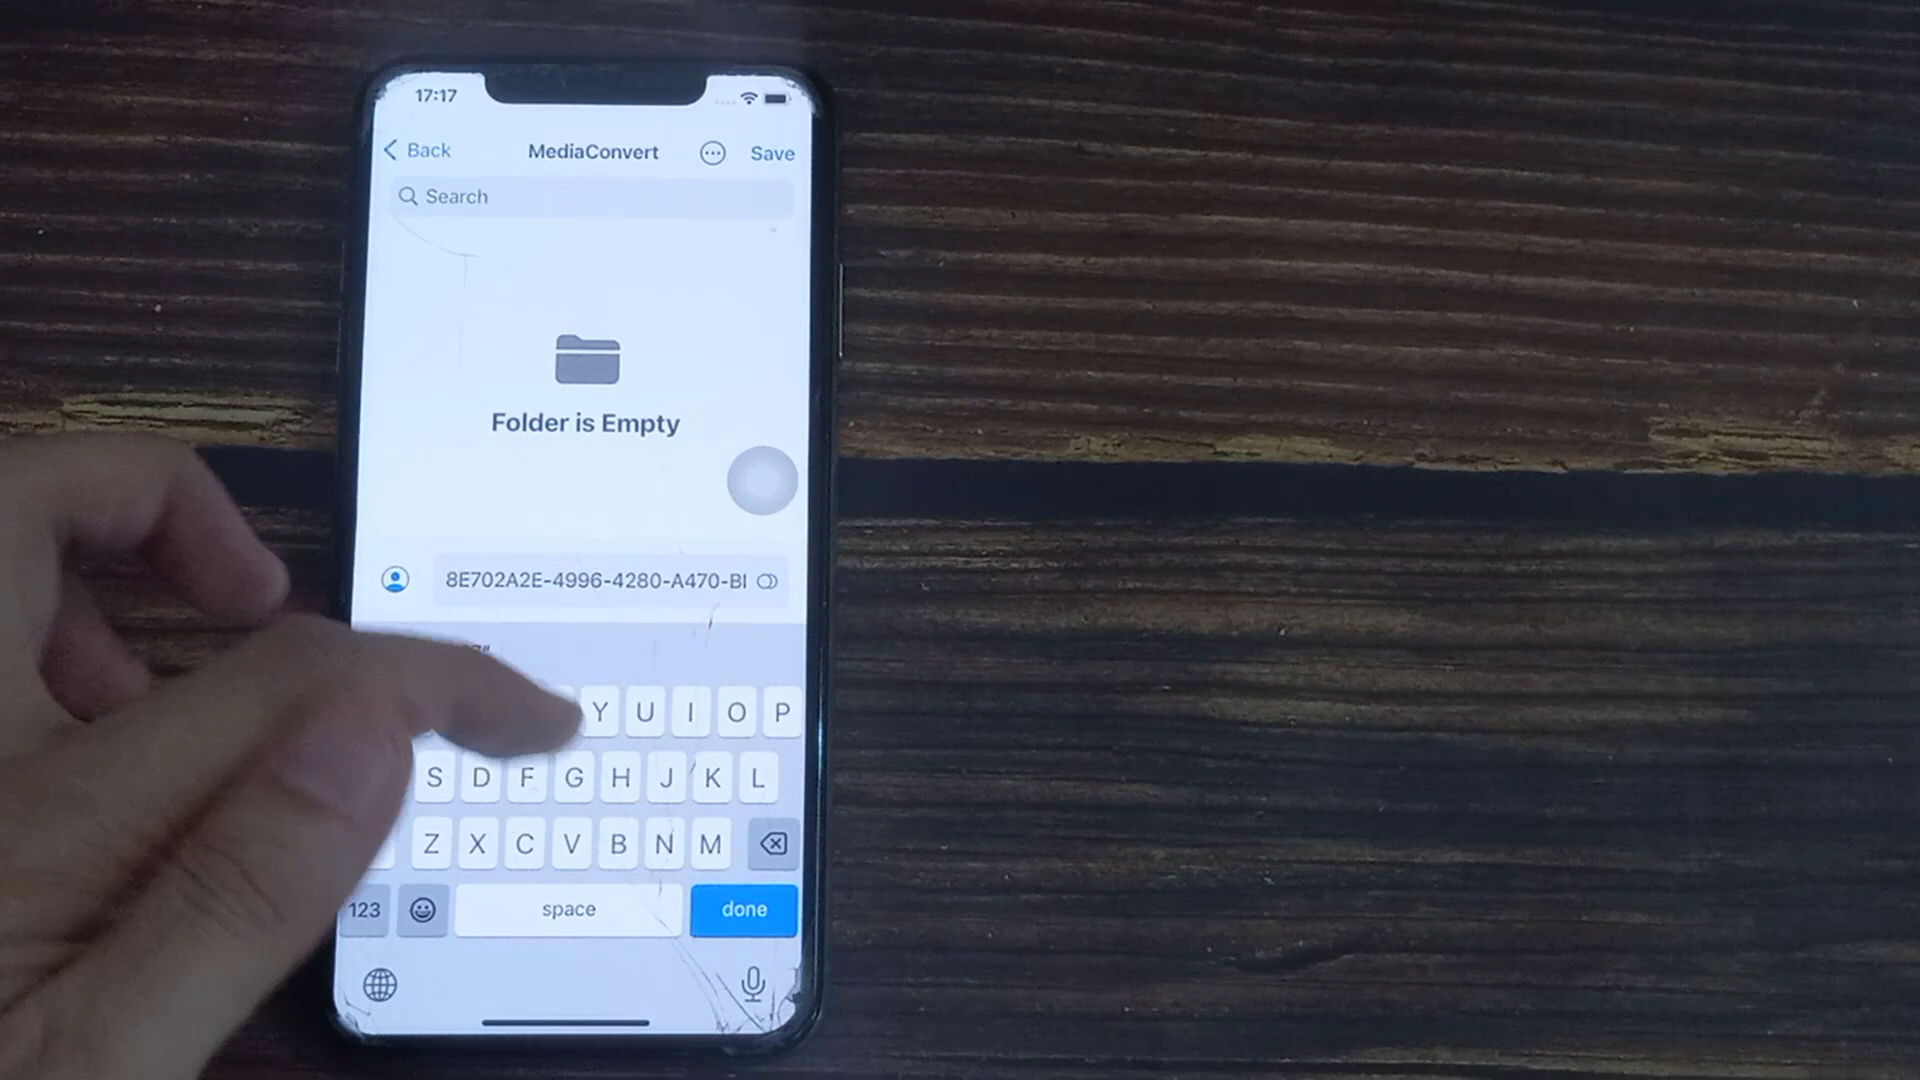 17:17
Back MediaConvert Save
Search
Folder is Empty
8E702A2E-4996-4280-A470-BI
Y U I O P
S D F G H J K L
Z X C V B N M
123 space done